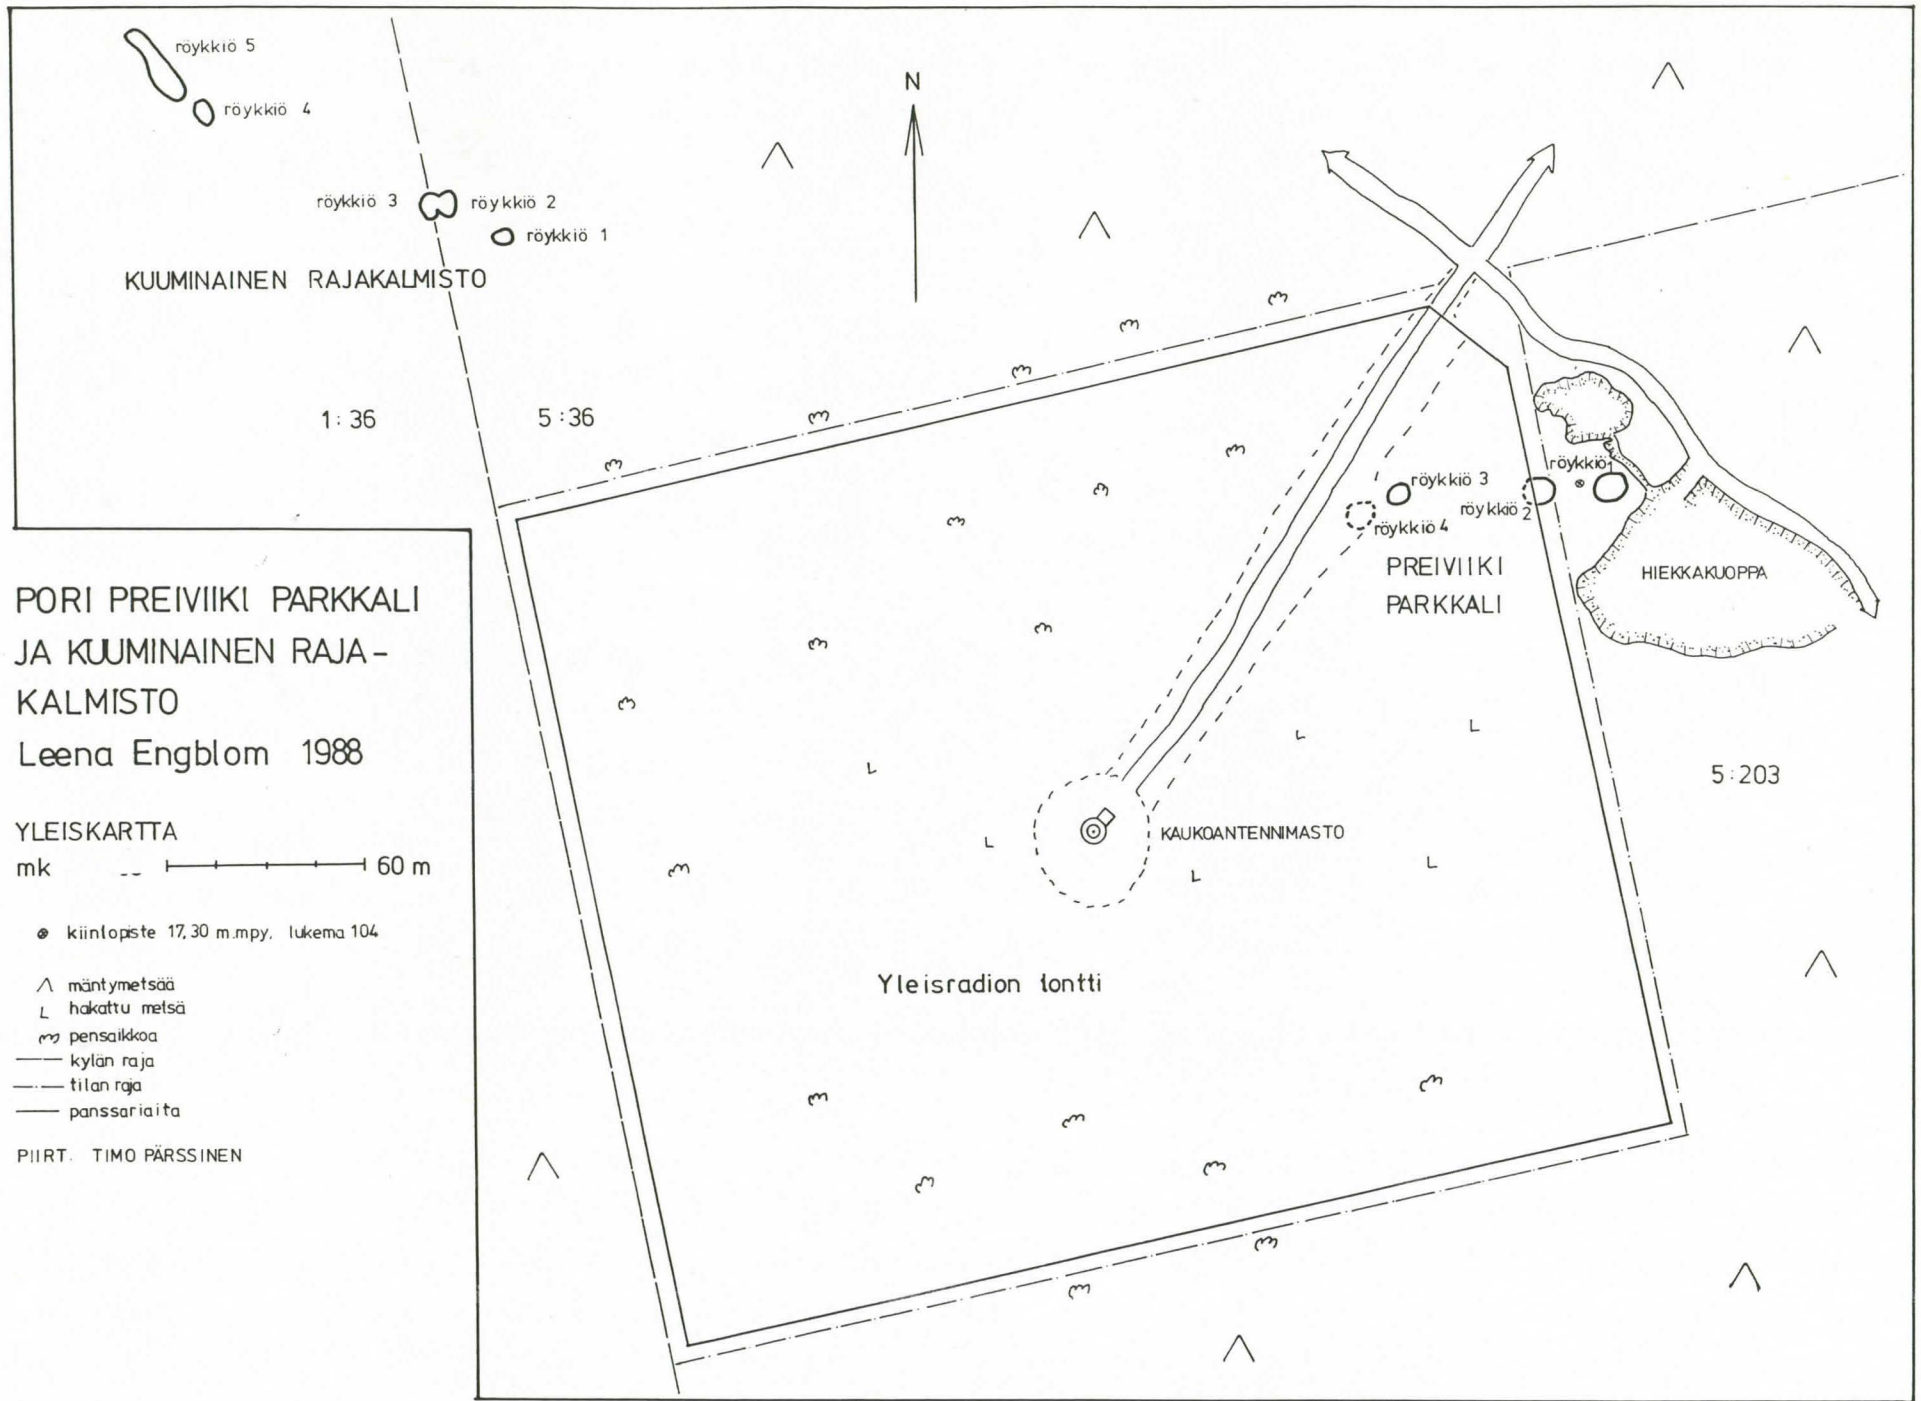 röykkiö 5
röykkiö 4
röykkiö 3
röykkiö 2
röykkiö 1
KUUMINAINEN RAJAKALMISTO
N
1:36
5:36
röykkiö 1
röykkiö 3
röykkiö 2
röykkiö 4
PREIVIIKI
PARKKALI
HIEKKAKUOPPA
5:203
KAUKOANTENNIMASTO
Yleisradion tontti
PORI PREIVIIKI PARKKALI
JA KUUMINAINEN RAJA-
KALMISTO
Leena Engblom 1988
YLEISKARTTA
mk 60 m
kiintopiste 17,30 m.mpy. lukema 104
mäntymetsää
hakattu metsä
pensaikkoa
kylän raja
tilan raja
panssariaita
PIIRT. TIMO PÄRSSINEN